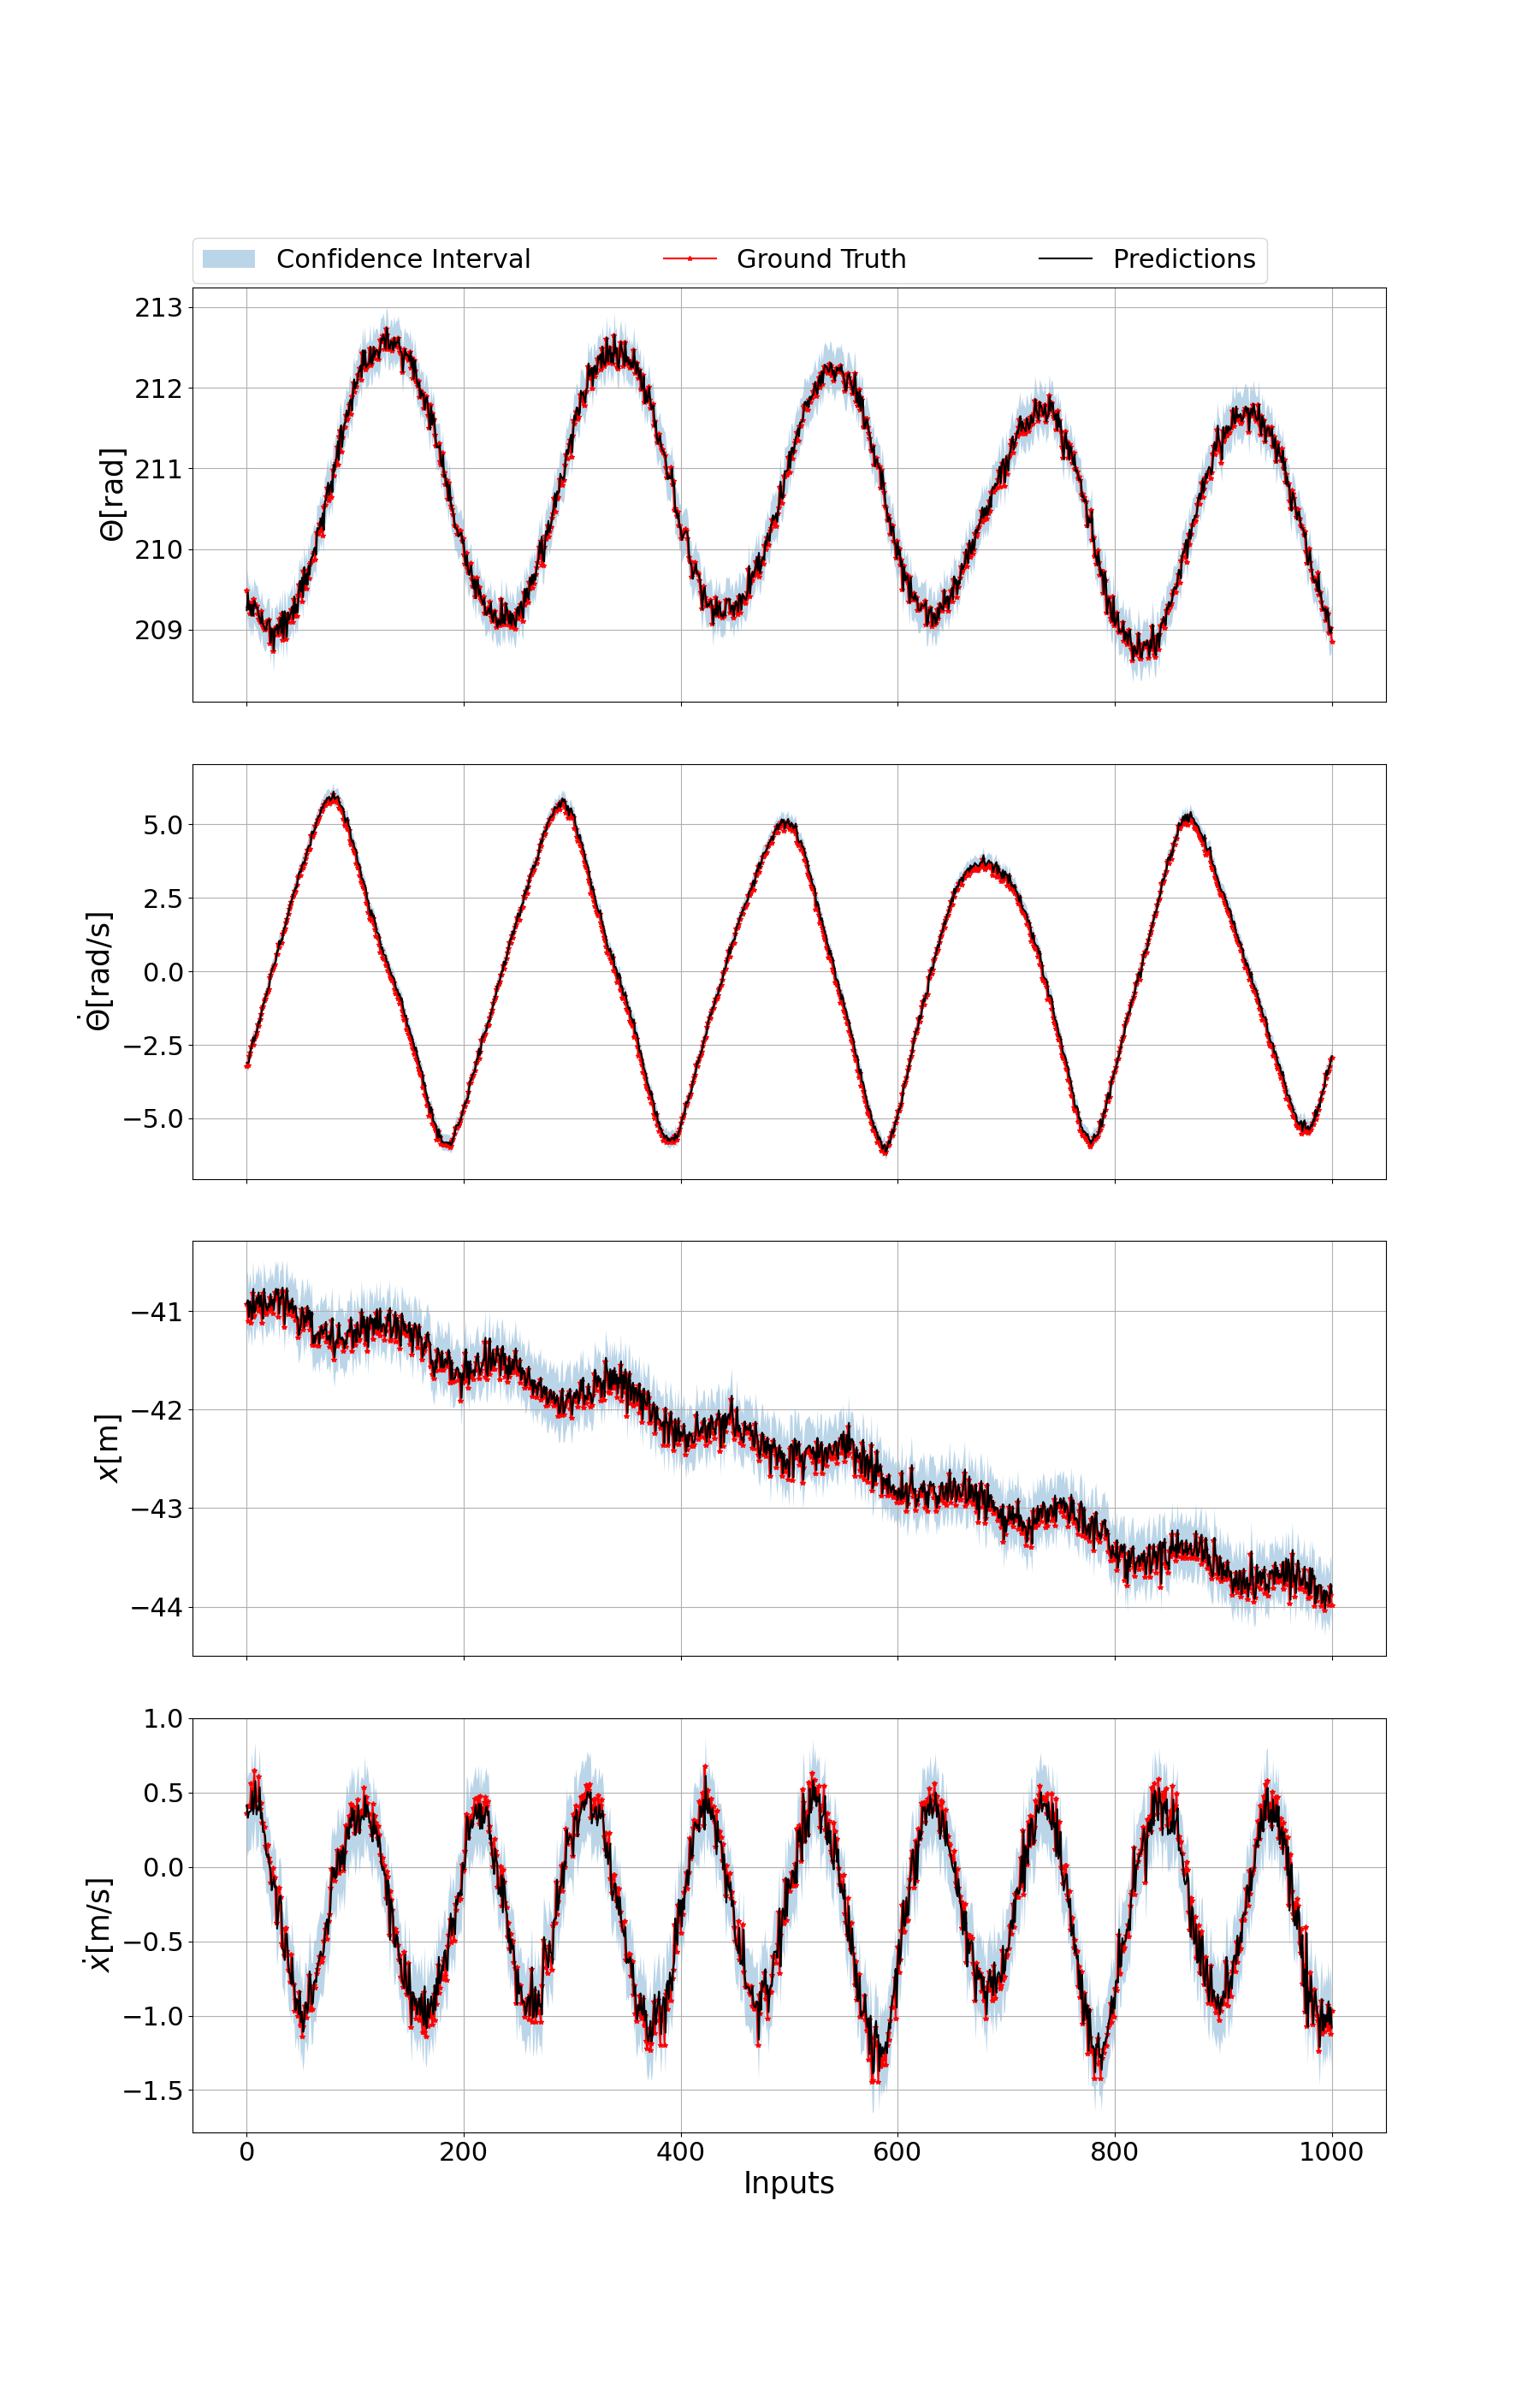 Confidence Interval Ground Truth Predictions
213
212
211
210
209
Θ[rad]
5.0
2.5
0.0
−2.5
−5.0
Θ̇[rad/s]
−41
−42
−43
−44
x[m]
1.0
0.5
0.0
−0.5
−1.0
−1.5
ẋ[m/s]
0 200 400 600 800 1000
Inputs